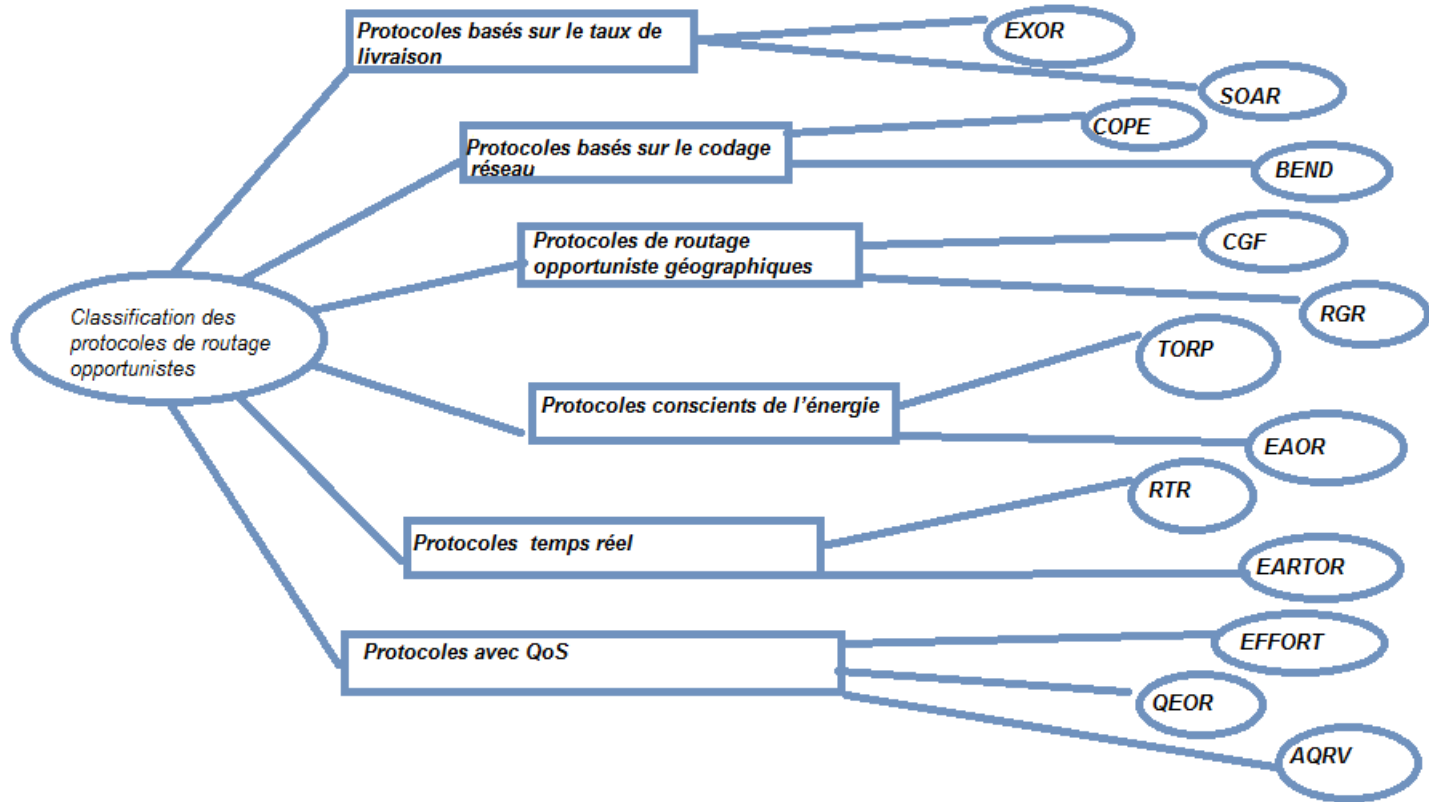 Protocoles basés sur le taux de
livraison
EXOR
SOAR
Protocoles basés sur le codage
réseau
COPE
BEND
Protocoles de routage
opportuniste géographiques
CGF
RGR
Classification des
protocoles de routage
opportunistes
Protocoles conscients de l’énergie
TORP
EAOR
Protocoles temps réel
RTR
EARTOR
Protocoles avec QoS
EFFORT
QEOR
AQRV